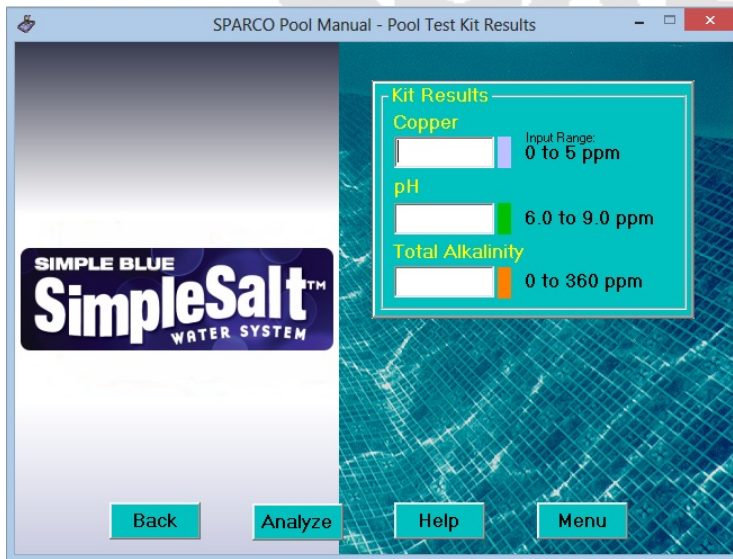 SPARCO Pool Manual - Pool Test Kit Results
Kit Results
Copper
Input Range:
0 to 5 ppm
pH
6.0 to 9.0 ppm
Total Alkalinity
0 to 360 ppm
SIMPLE BLUE
SimpleSalt™
WATER SYSTEM
Back Analyze Help Menu